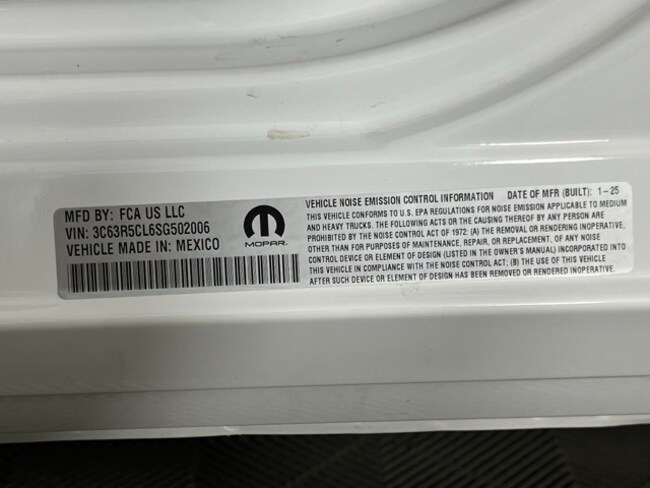 MFD BY: FCA US LLC
VIN: 3C63R5CL6SG502006
VEHICLE MADE IN: MEXICO
MOPAR.
VEHICLE NOISE EMISSION CONTROL INFORMATION DATE OF MFR (BUILT): 1-25
THIS VEHICLE CONFORMS TO U.S. EPA REGULATIONS FOR NOISE EMISSION APPLICABLE TO MEDIUM
AND HEAVY TRUCKS. THE FOLLOWING ACTS OR THE CAUSING THEREOF BY ANY PERSON ARE
PROHIBITED BY THE NOISE CONTROL ACT OF 1972: (A) THE REMOVAL OR RENDERING INOPERATIVE,
OTHER THAN FOR PURPOSES OF MAINTENANCE, REPAIR, OR REPLACEMENT, OF ANY NOISE
CONTROL DEVICE OR ELEMENT OF DESIGN (LISTED IN THE OWNER'S MANUAL) INCORPORATED INTO
THIS VEHICLE IN COMPLIANCE WITH THE NOISE CONTROL ACT; (B) THE USE OF THIS VEHICLE
AFTER SUCH DEVICE OR ELEMENT OF DESIGN HAS BEEN REMOVED OR RENDERED INOPERATIVE.